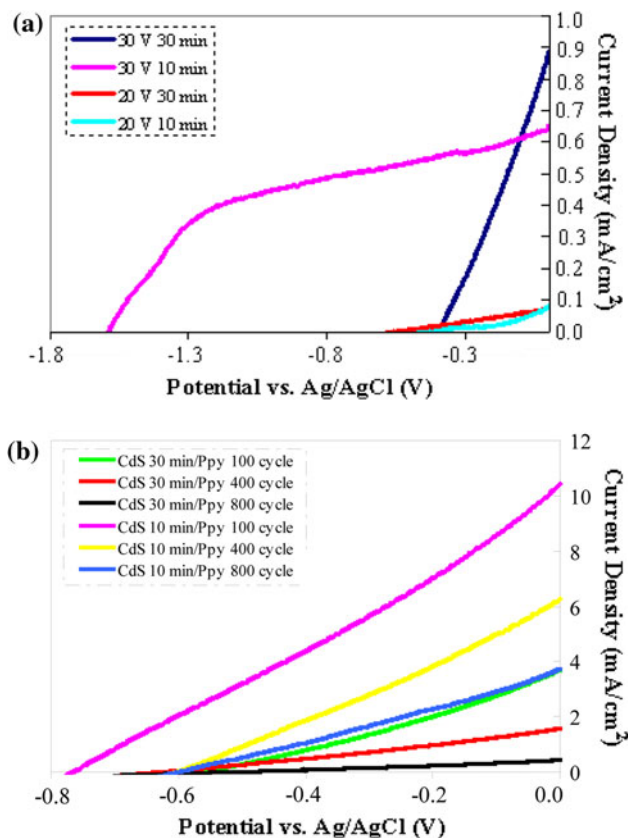 (a)
30 V 30 min
30 V 10 min
20 V 30 min
20 V 10 min
1.0
0.9
0.8
0.7
0.6
0.5
0.4
0.3
0.2
0.1
0.0
Current Density (mA/cm²)
-1.8 -1.3 -0.8 -0.3
Potential vs. Ag/AgCl (V)
(b)
CdS 30 min/Ppy 100 cycle
CdS 30 min/Ppy 400 cycle
CdS 30 min/Ppy 800 cycle
CdS 10 min/Ppy 100 cycle
CdS 10 min/Ppy 400 cycle
CdS 10 min/Ppy 800 cycle
12
10
8
6
4
2
0
Current Density (mA/cm²)
-0.8 -0.6 -0.4 -0.2 0.0
Potential vs. Ag/AgCl (V)